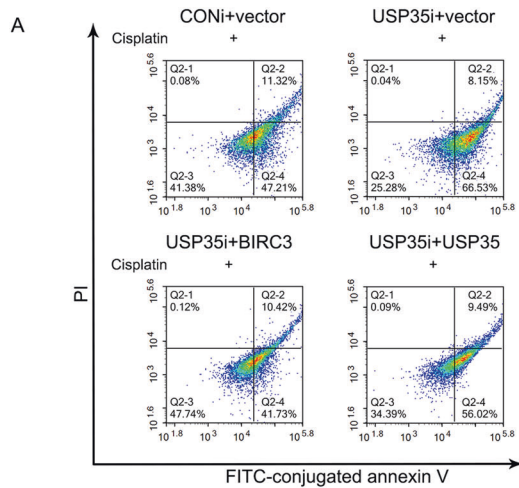 A
CONi+vector
USP35i+vector
Cisplatin + +
10^5.6 Q2-1 0.08% Q2-2 11.32%
10^4
10^3
10^1.6 Q2-3 41.38% Q2-4 47.21%
10^1.8 10^3 10^4 10^5.8
10^5.6 Q2-1 0.04% Q2-2 8.15%
10^4
10^3
10^1.6 Q2-3 25.28% Q2-4 66.53%
10^1.8 10^3 10^4 10^5.8
USP35i+BIRC3
USP35i+USP35
Cisplatin + +
10^5.6 Q2-1 0.12% Q2-2 10.42%
10^4
10^3
10^1.6 Q2-3 47.74% Q2-4 41.73%
10^1.8 10^3 10^4 10^5.8
10^5.6 Q2-1 0.09% Q2-2 9.49%
10^4
10^3
10^1.6 Q2-3 34.39% Q2-4 56.02%
10^1.8 10^3 10^4 10^5.8
PI
FITC-conjugated annexin V